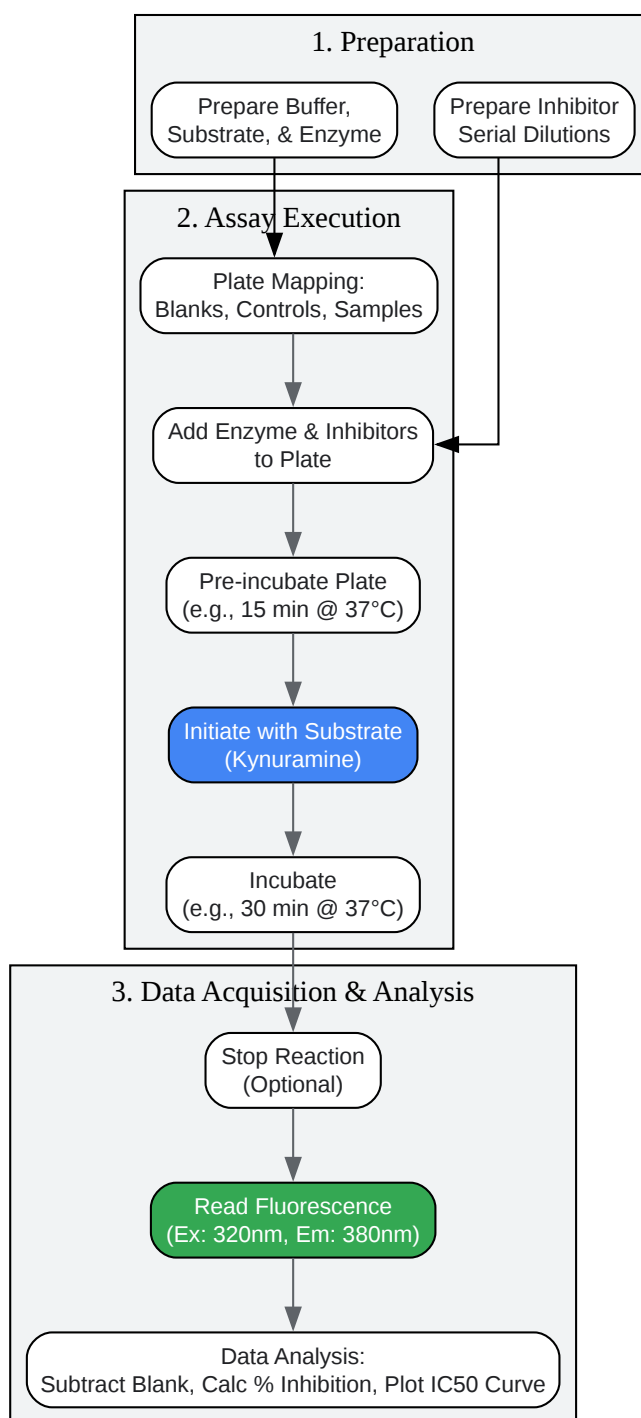 1. Preparation
Prepare Buffer,
Substrate, & Enzyme
Prepare Inhibitor
Serial Dilutions
2. Assay Execution
Plate Mapping:
Blanks, Controls, Samples
Add Enzyme & Inhibitors
to Plate
Pre-incubate Plate
(e.g., 15 min @ 37°C)
Initiate with Substrate
(Kynuramine)
Incubate
(e.g., 30 min @ 37°C)
3. Data Acquisition & Analysis
Stop Reaction
(Optional)
Read Fluorescence
(Ex: 320nm, Em: 380nm)
Data Analysis:
Subtract Blank, Calc % Inhibition, Plot IC50 Curve